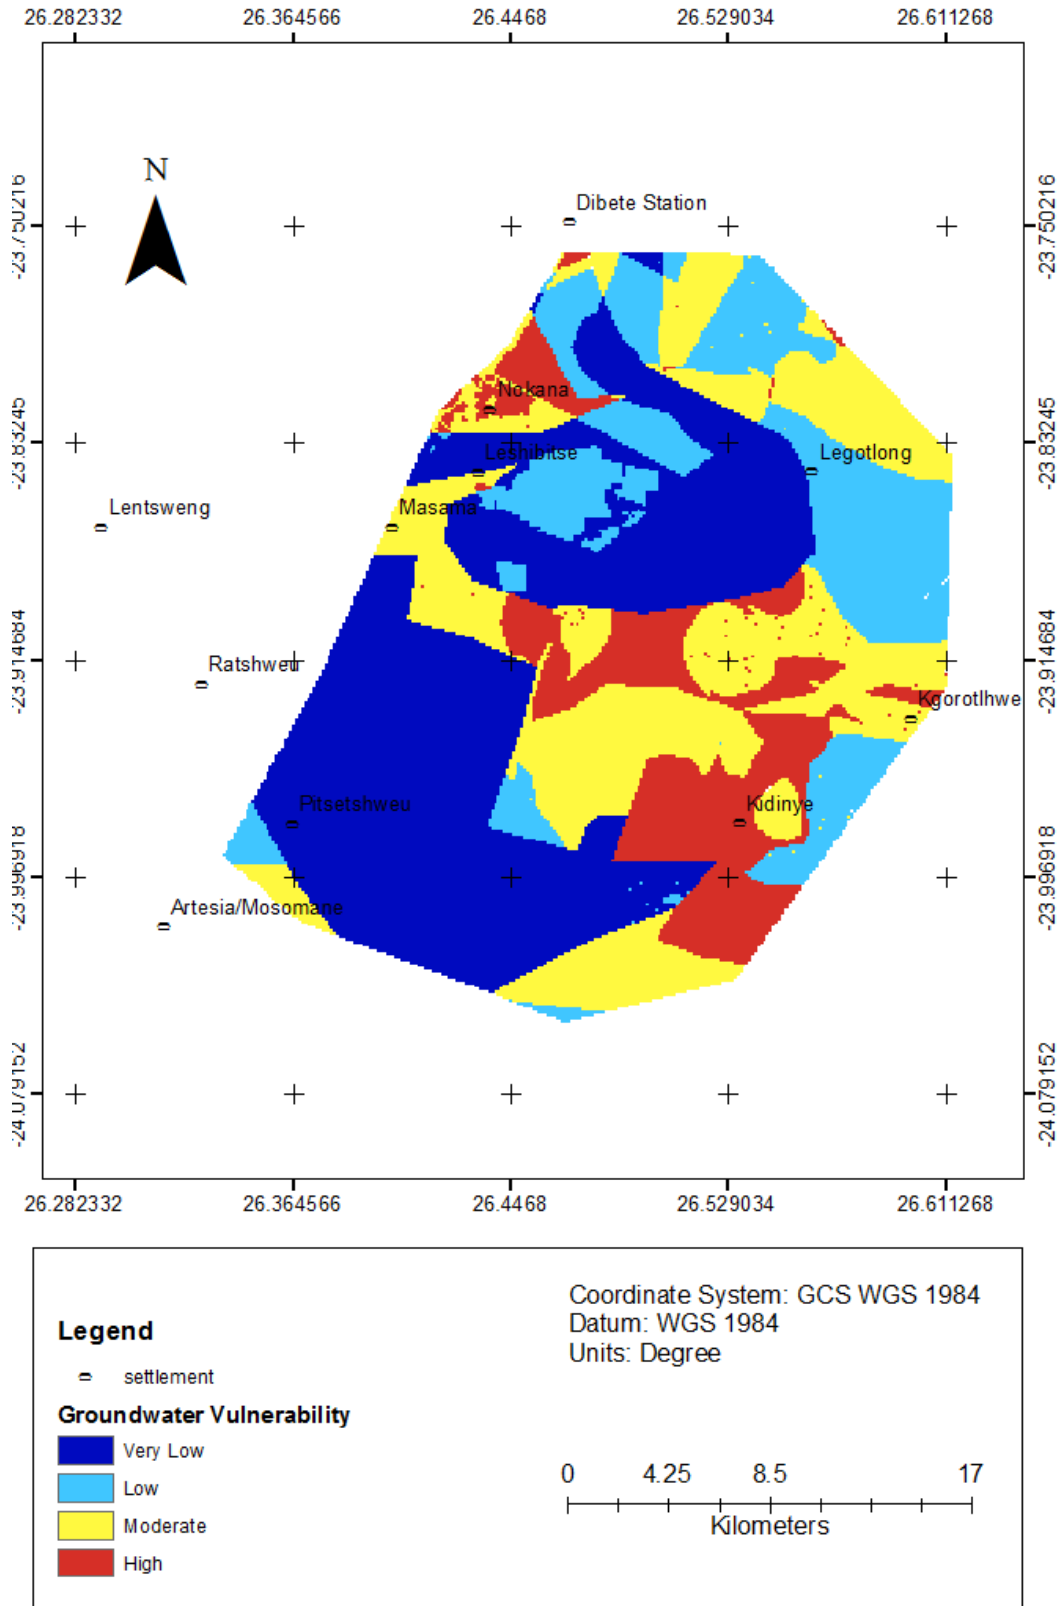 26.282332 26.364566 26.4468 26.529034 26.611268
N
Dibete Station
-23.750216 -23.750216
Nokana
-23.83245 -23.83245
Leshibitse Legotlong
Lentsweng Masama
-23.914684 -23.914684
Ratshweu
Kgorotlhwe
Pitsetshweu Kidinye
-23.996918 -23.996918
Artesia/Mosomane
-24.079152 -24.079152
26.282332 26.364566 26.4468 26.529034 26.611268
Coordinate System: GCS WGS 1984
Datum: WGS 1984
Units: Degree
Legend
settlement
Groundwater Vulnerability
Very Low
Low
Moderate
High
0 4.25 8.5 17
Kilometers